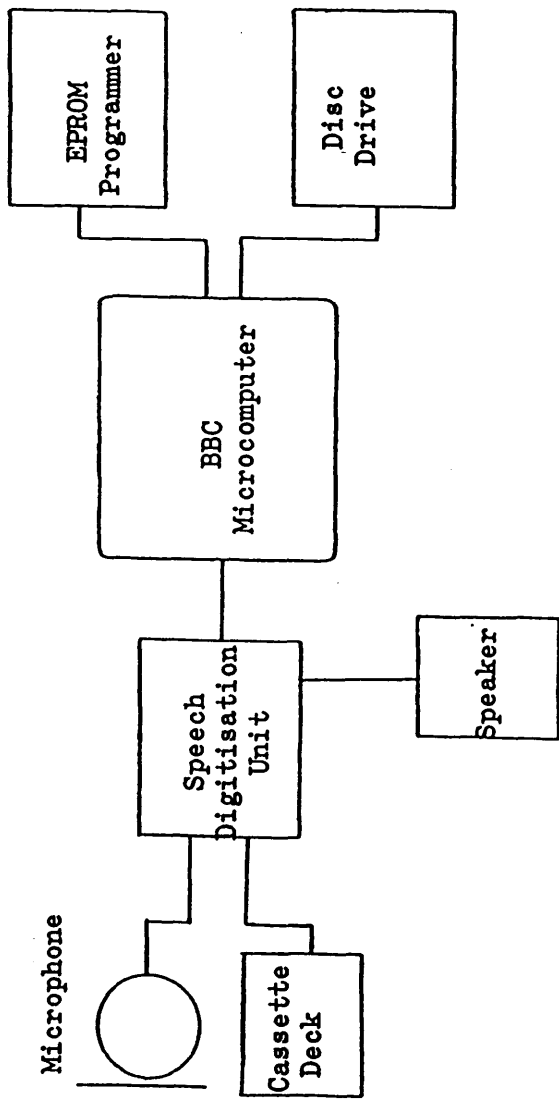 Microphone
Cassette
Deck
Speech
Digitisation
Unit
Speaker
BBC
Microcomputer
EPROM
Programmer
Disc
Drive